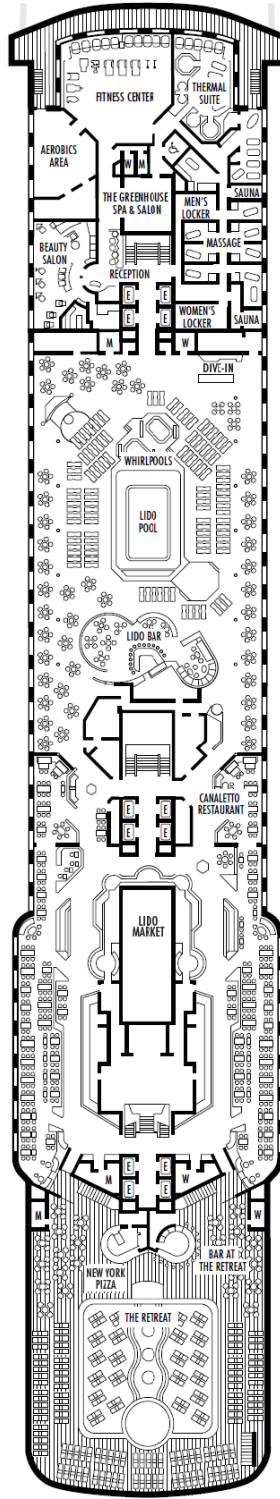 FITNESS CENTER
THERMAL
SUITE
AEROBICS
AREA
W M
THE GREENHOUSE
SPA & SALON
MEN'S
LOCKER
SAUNA
BEAUTY
SALON
MASSAGE
RECEPTION
E E
E E
WOMEN'S
LOCKER
SAUNA
M W
DIVE-IN
WHIRLPOOLS
LIDO
POOL
LIDO BAR
CANALETTO
RESTAURANT
E E
E E
LIDO
MARKET
E E
M W
E E
M W
BAR AT
THE RETREAT
NEW YORK
PIZZA
THE RETREAT